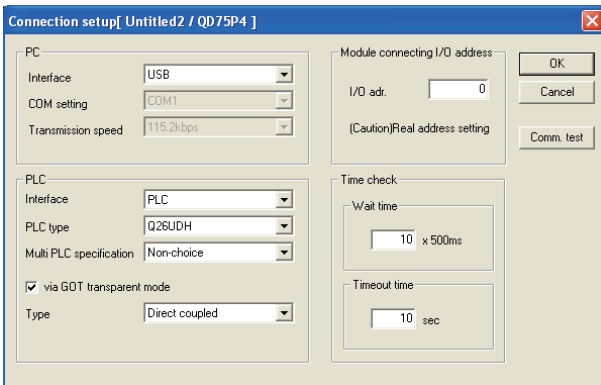 Connection setup[ Untitled2 / QD75P4 ]
PC
Interface USB
COM setting COM1
Transmission speed 115.2kbps
Module connecting I/O address
I/O adr. 0
(Caution)Real address setting
OK
Cancel
Comm. test
PLC
Interface PLC
PLC type Q26UDH
Multi PLC specification Non-choice
via GOT transparent mode
Type Direct coupled
Time check
Wait time
10 x 500ms
Timeout time
10 sec